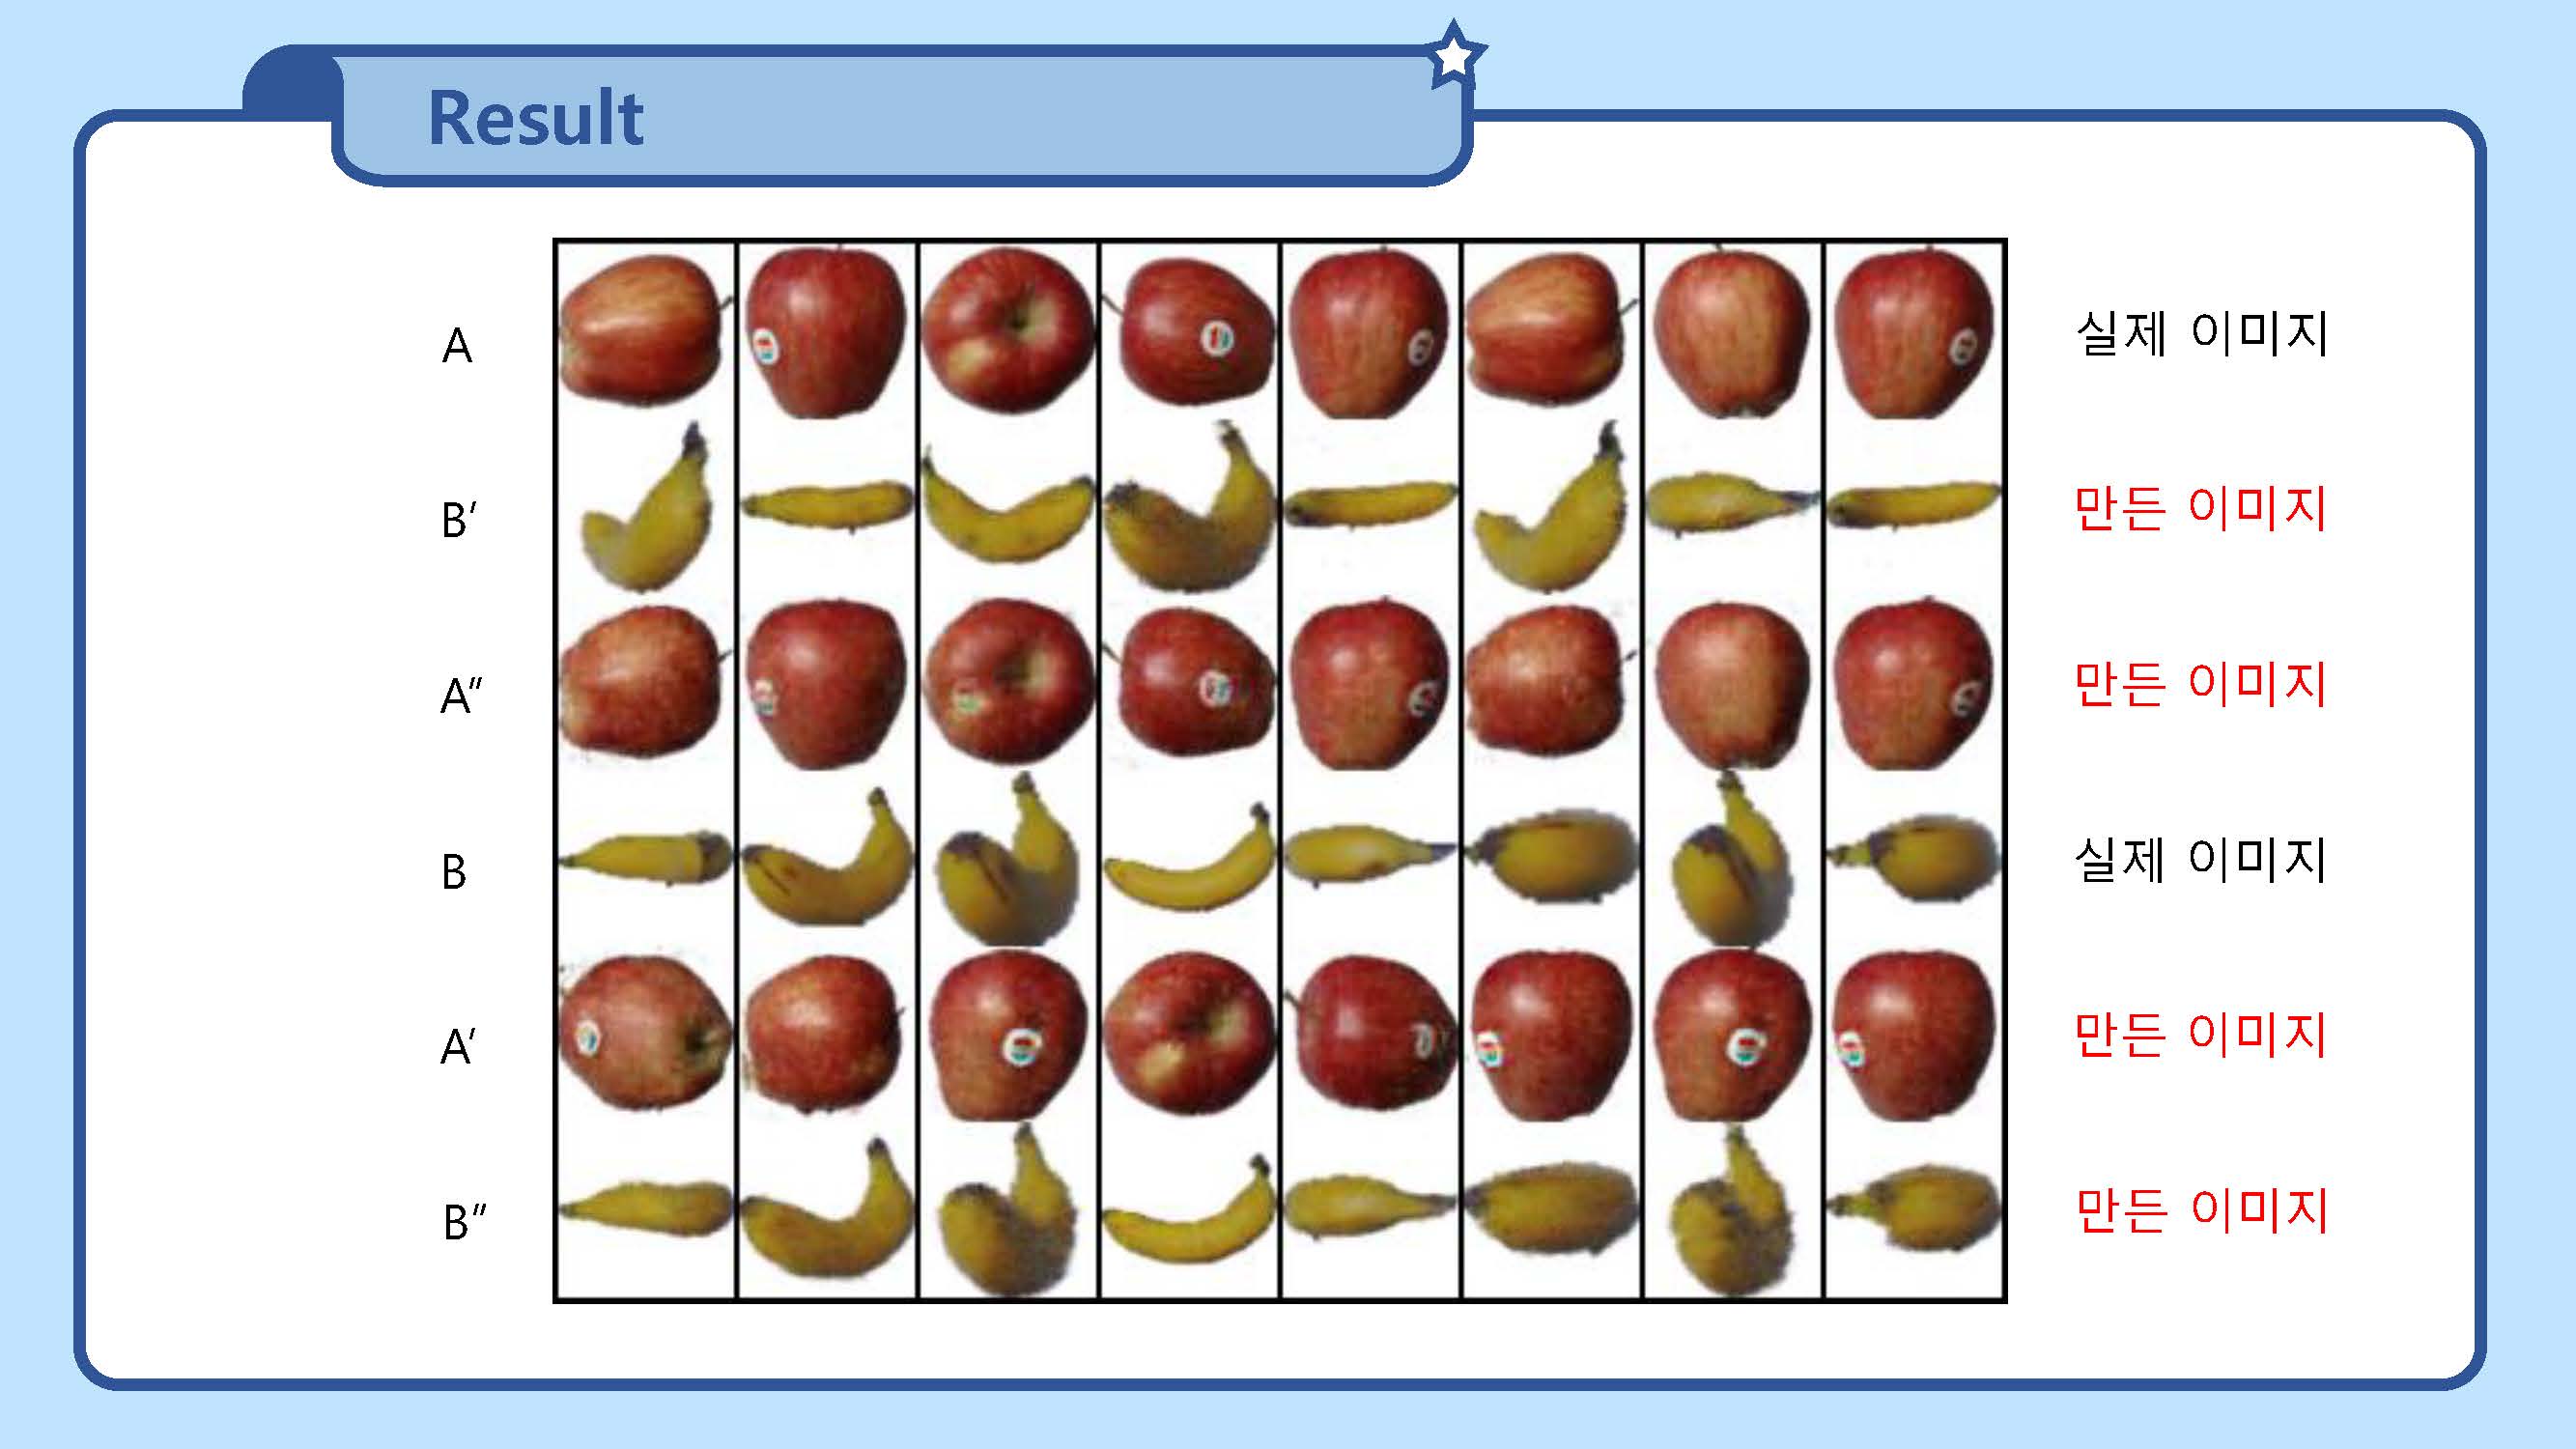 Result
A 실제 이미지
B′ 만든 이미지
A″ 만든 이미지
B 실제 이미지
A′ 만든 이미지
B″ 만든 이미지